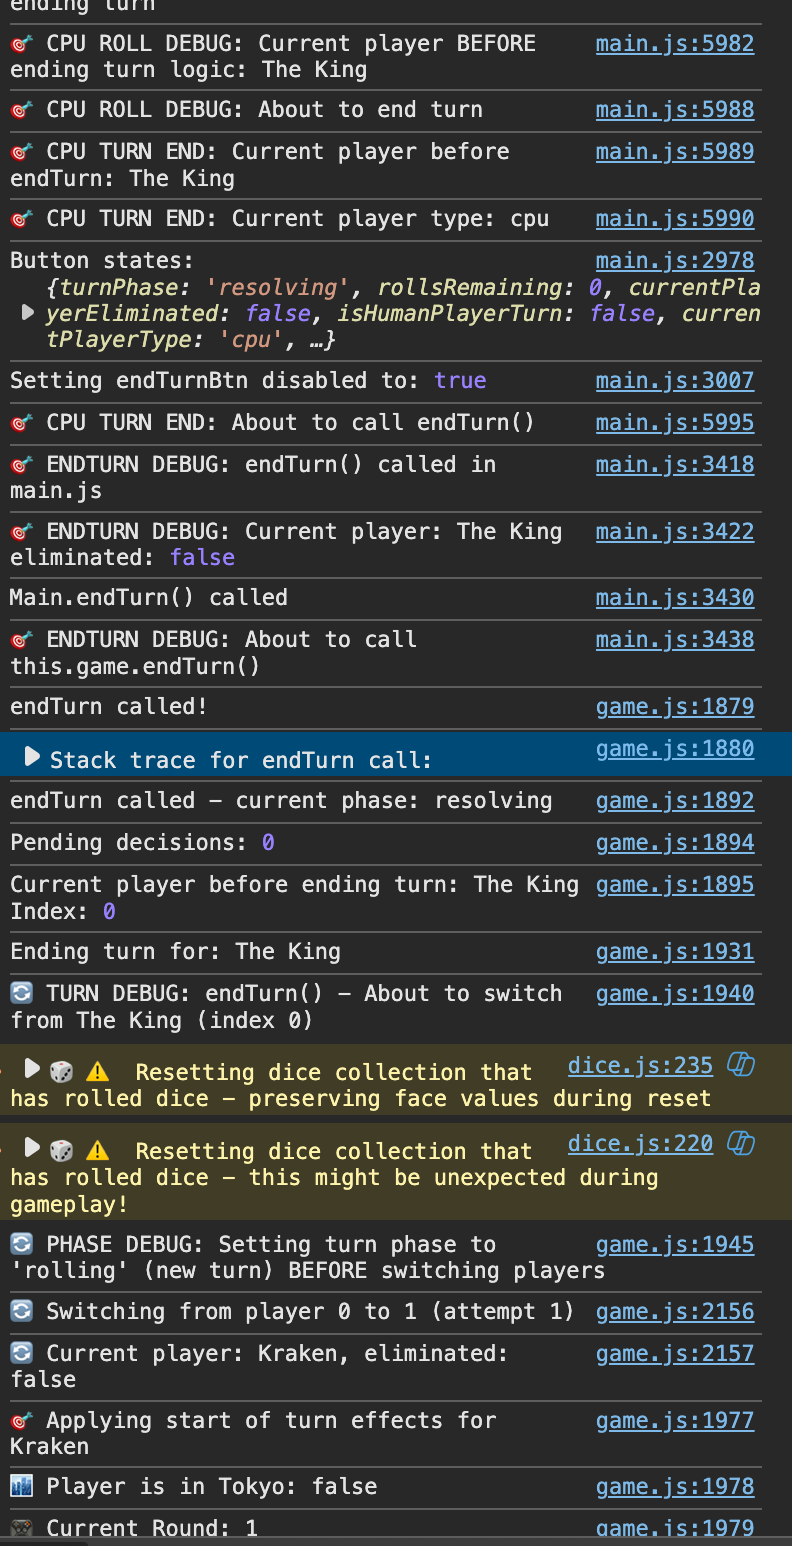 ending turn
🎯 CPU ROLL DEBUG: Current player BEFORE main.js:5982
ending turn logic: The King
🎯 CPU ROLL DEBUG: About to end turn main.js:5988
🎯 CPU TURN END: Current player before main.js:5989
endTurn: The King
🎯 CPU TURN END: Current player type: cpu main.js:5990
Button states: main.js:2978
{turnPhase: 'resolving', rollsRemaining: 0, currentPla
yerEliminated: false, isHumanPlayerTurn: false, curren
tPlayerType: 'cpu', …}
Setting endTurnBtn disabled to: true main.js:3007
🎯 CPU TURN END: About to call endTurn() main.js:5995
🎯 ENDTURN DEBUG: endTurn() called in main.js:3418
main.js
🎯 ENDTURN DEBUG: Current player: The King main.js:3422
eliminated: false
Main.endTurn() called main.js:3430
🎯 ENDTURN DEBUG: About to call main.js:3438
this.game.endTurn()
endTurn called! game.js:1879
Stack trace for endTurn call: game.js:1880
endTurn called – current phase: resolving game.js:1892
Pending decisions: 0 game.js:1894
Current player before ending turn: The King game.js:1895
Index: 0
Ending turn for: The King game.js:1931
🔄 TURN DEBUG: endTurn() – About to switch game.js:1940
from The King (index 0)
🎲 ⚠️ Resetting dice collection that dice.js:235
has rolled dice – preserving face values during reset
🎲 ⚠️ Resetting dice collection that dice.js:220
has rolled dice – this might be unexpected during
gameplay!
🔄 PHASE DEBUG: Setting turn phase to game.js:1945
'rolling' (new turn) BEFORE switching players
🔄 Switching from player 0 to 1 (attempt 1) game.js:2156
🔄 Current player: Kraken, eliminated: game.js:2157
false
🎯 Applying start of turn effects for game.js:1977
Kraken
🏙️ Player is in Tokyo: false game.js:1978
🎮 Current Round: 1 game.js:1979